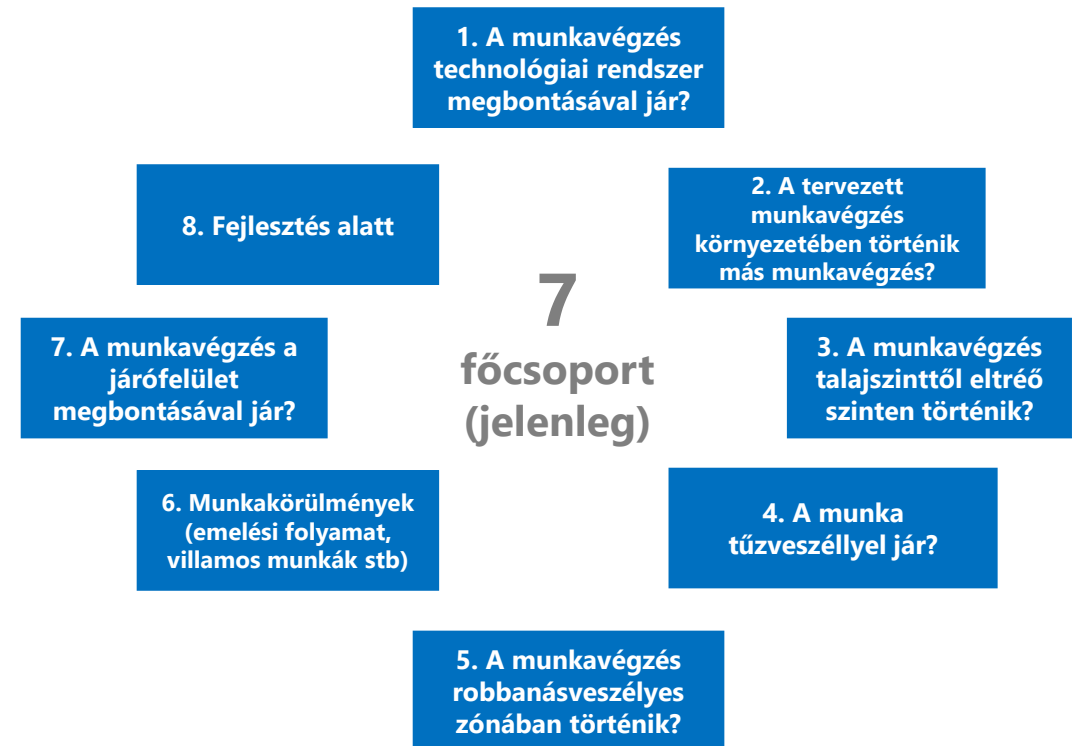 1. A munkavégzés
technológiai rendszer
megbontásával jár?
2. A tervezett
munkavégzés
környezetében történik
más munkavégzés?
3. A munkavégzés
talajszinttől eltréő
szinten történik?
4. A munka
tűzveszéllyel jár?
5. A munkavégzés
robbanásveszélyes
zónában történik?
6. Munkakörülmények
(emelési folyamat,
villamos munkák stb)
7. A munkavégzés a
járófelület
megbontásával jár?
8. Fejlesztés alatt
7
főcsoport
(jelenleg)